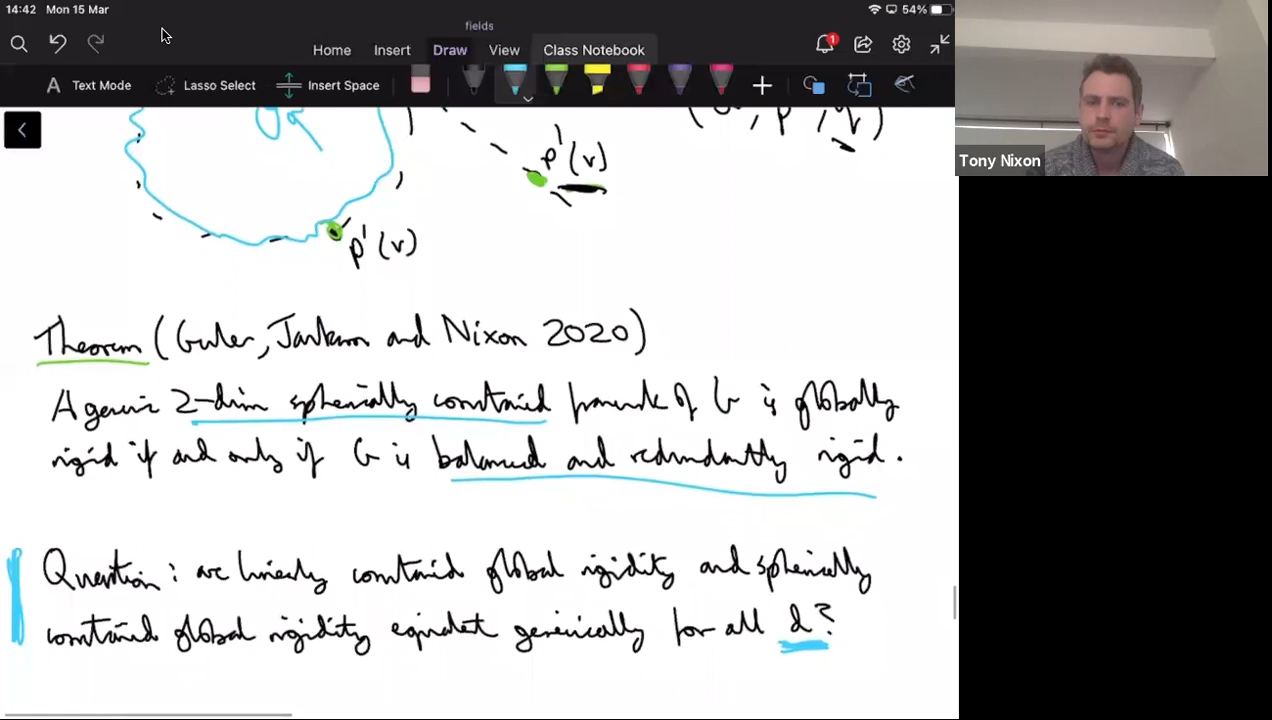 14:42 Mon 15 Mar
54%
fields
Home Insert Draw View Class Notebook
1
Text Mode Lasso Select Insert Space
p'(v)
Tony Nixon
p'(v)
Theorem (Guler, Jackson and Nixon 2020)
A generic 2-dim spherically constrained framework of G is globally
rigid if and only if G is balanced and redundantly rigid.
Question: are linearly constrained global rigidity and spherically
constrained global rigidity equivalent generically for all d?